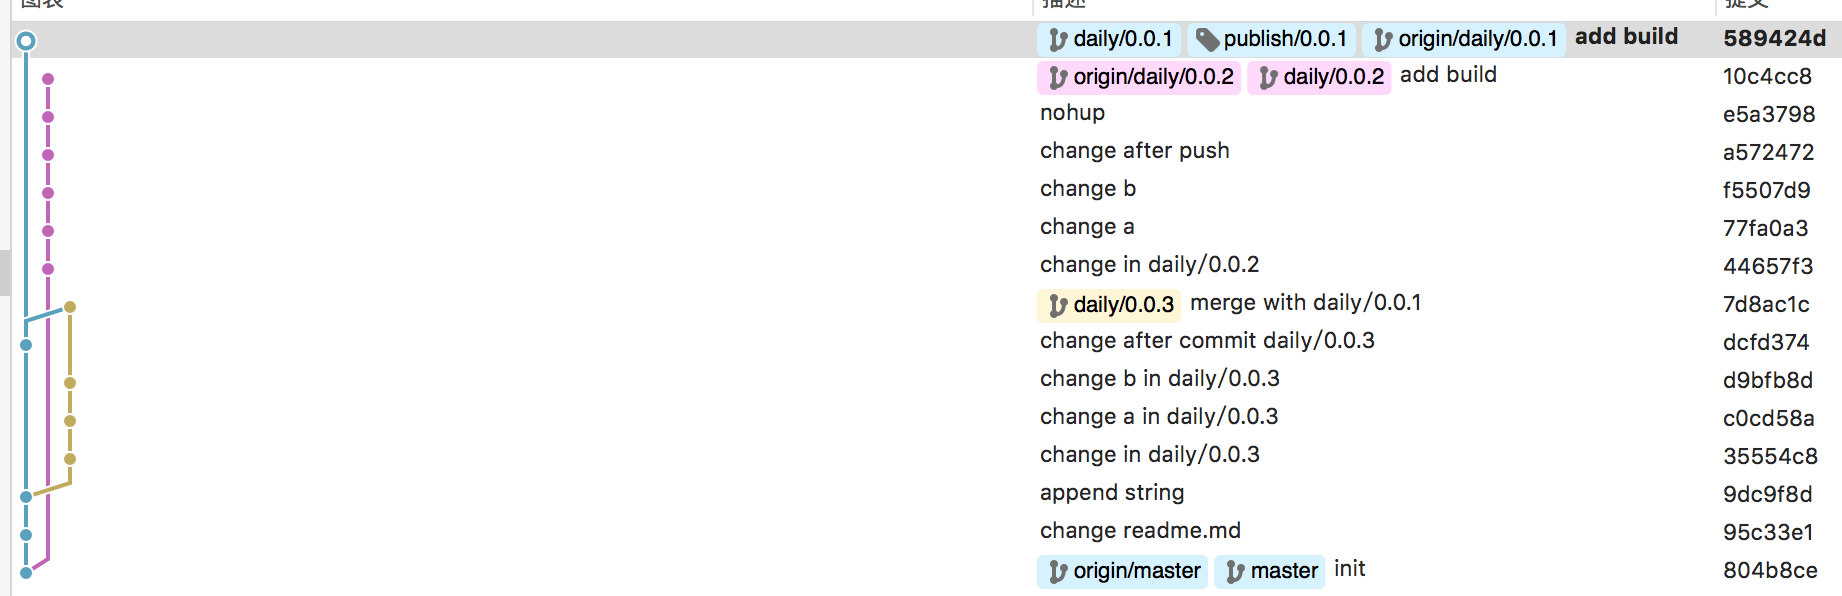 图表 描述 提交
daily/0.0.1 publish/0.0.1 origin/daily/0.0.1 add build 589424d
origin/daily/0.0.2 daily/0.0.2 add build 10c4cc8
nohup e5a3798
change after push a572472
change b f5507d9
change a 77fa0a3
change in daily/0.0.2 44657f3
daily/0.0.3 merge with daily/0.0.1 7d8ac1c
change after commit daily/0.0.3 dcfd374
change b in daily/0.0.3 d9bfb8d
change a in daily/0.0.3 c0cd58a
change in daily/0.0.3 35554c8
append string 9dc9f8d
change readme.md 95c33e1
origin/master master init 804b8ce